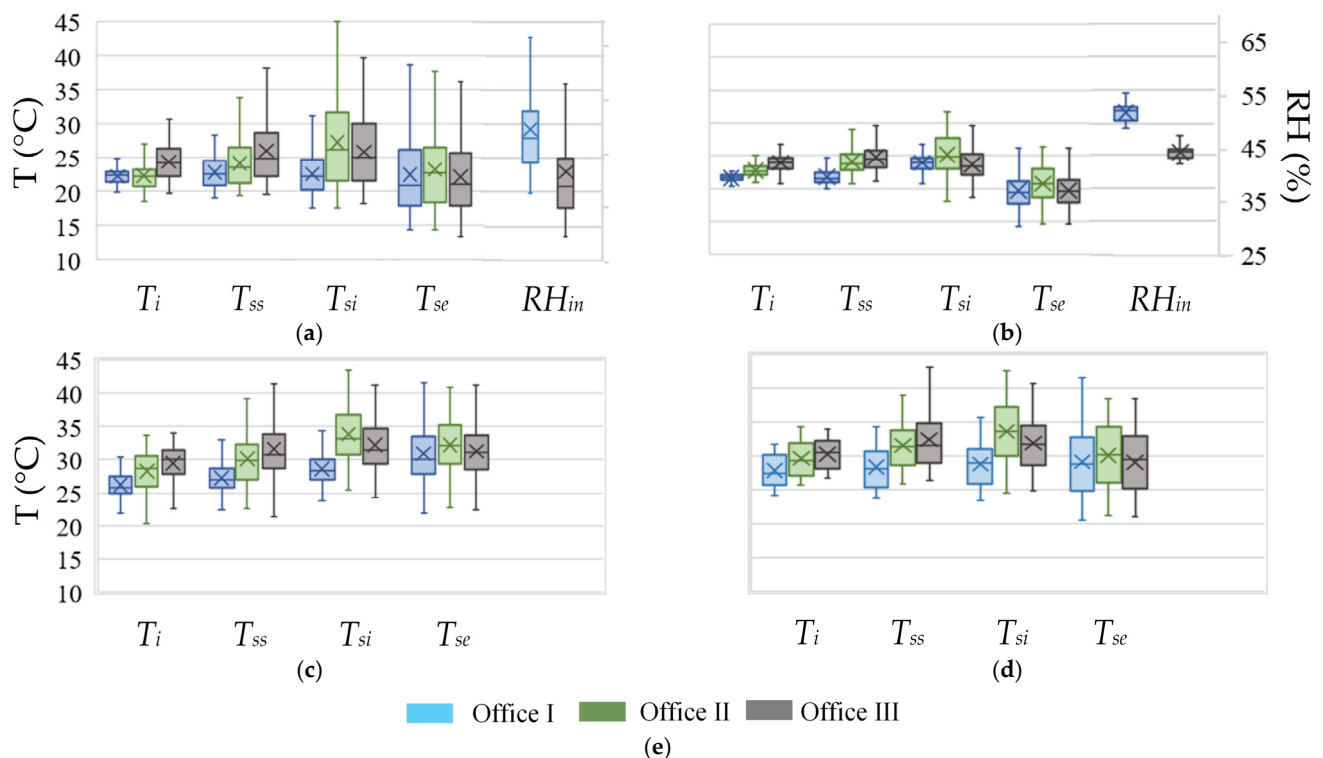 45
40
35
30
25
20
15
10
T (°C)
Ti Tss Tsi Tse RHin
(a)
65
55
45
35
25
RH (%)
Ti Tss Tsi Tse RHin
(b)
45
40
35
30
25
20
15
10
T (°C)
Ti Tss Tsi Tse
(c)
Ti Tss Tsi Tse
(d)
Office I Office II Office III
(e)